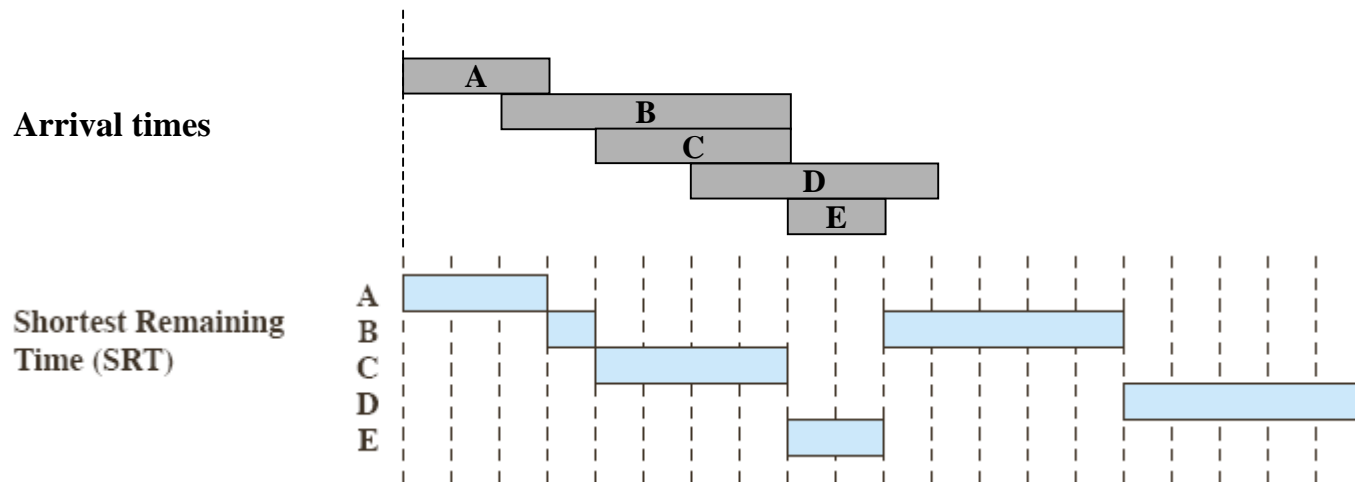 A
B
Arrival times
C
D
E
A
Shortest Remaining
B
Time (SRT)
C
D
E